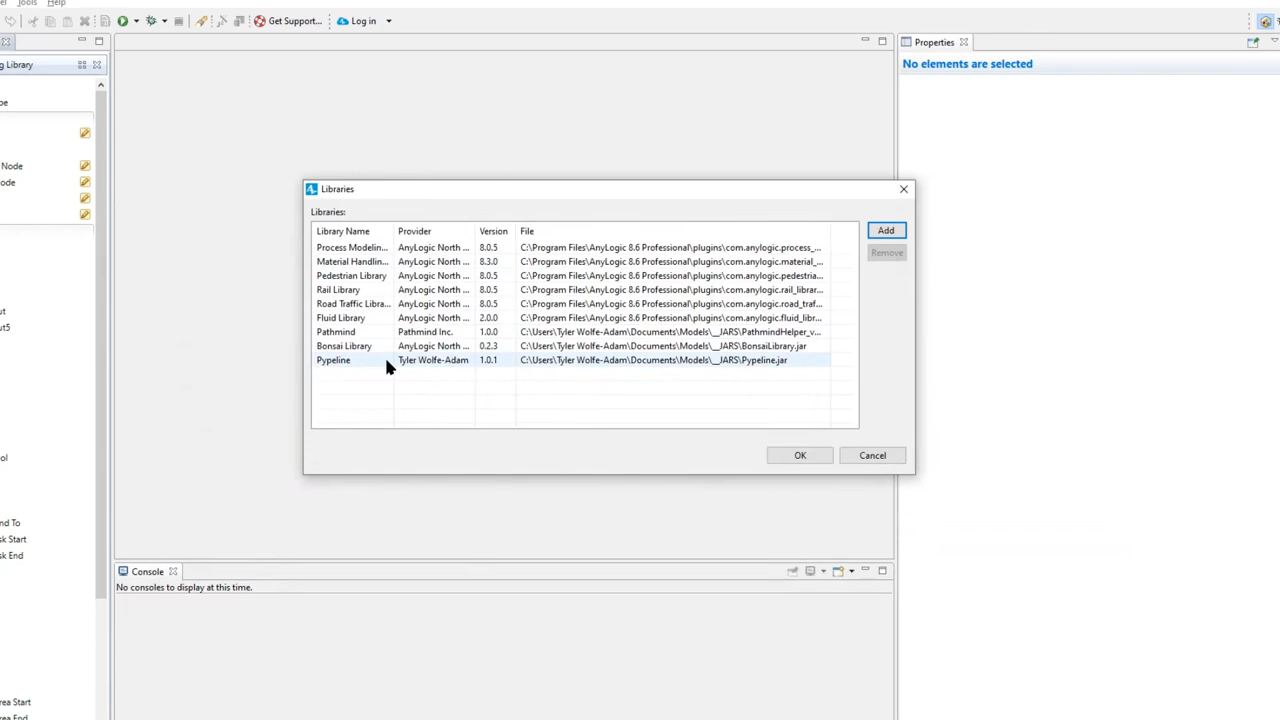 Tools Help
Get Support... Log in
g Library
Properties
No elements are selected
Node
ode
ut
ut5
ol
nd To
sk Start
sk End
rea Start
rea End
Libraries
Libraries:
Add
Remove
Library Name Provider Version File
Process Modelin... AnyLogic North ... 8.0.5 C:\Program Files\AnyLogic 8.6 Professional\plugins\com.anylogic.process_...
Material Handlin... AnyLogic North ... 8.3.0 C:\Program Files\AnyLogic 8.6 Professional\plugins\com.anylogic.material_...
Pedestrian Library AnyLogic North ... 8.0.5 C:\Program Files\AnyLogic 8.6 Professional\plugins\com.anylogic.pedestria...
Rail Library AnyLogic North ... 8.0.5 C:\Program Files\AnyLogic 8.6 Professional\plugins\com.anylogic.rail_librar...
Road Traffic Libra... AnyLogic North ... 8.0.5 C:\Program Files\AnyLogic 8.6 Professional\plugins\com.anylogic.road_traf...
Fluid Library AnyLogic North ... 2.0.0 C:\Program Files\AnyLogic 8.6 Professional\plugins\com.anylogic.fluid_libr...
Pathmind Pathmind Inc. 1.0.0 C:\Users\Tyler Wolfe-Adam\Documents\Models\__JARS\PathmindHelper_v...
Bonsai Library AnyLogic North ... 0.2.3 C:\Users\Tyler Wolfe-Adam\Documents\Models\__JARS\BonsaiLibrary.jar
Pypeline Tyler Wolfe-Adam 1.0.1 C:\Users\Tyler Wolfe-Adam\Documents\Models\__JARS\Pypeline.jar
OK Cancel
Console
No consoles to display at this time.